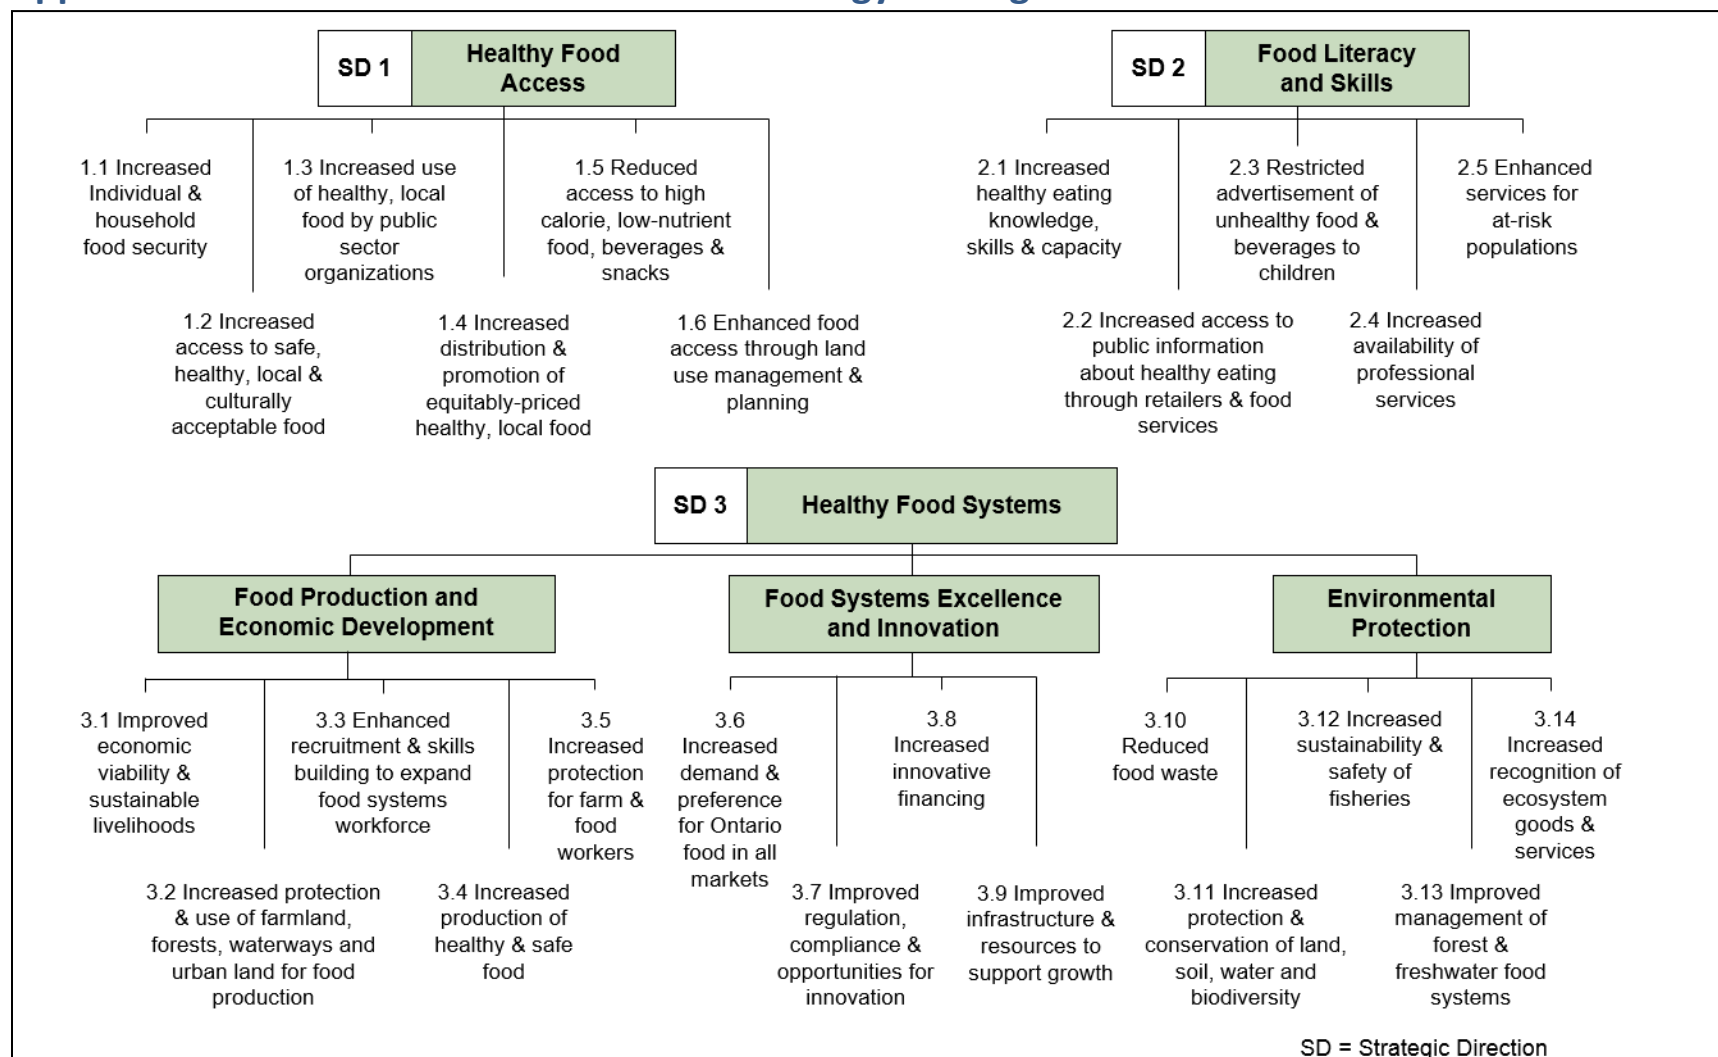 SD 1
Healthy Food
Access
1.1 Increased
Individual &
household
food security
1.2 Increased
access to safe,
healthy, local &
culturally
acceptable food
1.3 Increased use
of healthy, local
food by public
sector
organizations
1.4 Increased
distribution &
promotion of
equitably-priced
healthy, local food
1.5 Reduced
access to high
calorie, low-nutrient
food, beverages &
snacks
1.6 Enhanced food
access through land
use management &
planning
SD 2
Food Literacy
and Skills
2.1 Increased
healthy eating
knowledge,
skills & capacity
2.2 Increased access to
public information
about healthy eating
through retailers & food
services
2.3 Restricted
advertisement of
unhealthy food &
beverages to
children
2.4 Increased
availability of
professional
services
2.5 Enhanced
services for
at-risk
populations
SD 3
Healthy Food Systems
Food Production and
Economic Development
3.1 Improved
economic
viability &
sustainable
livelihoods
3.2 Increased protection
& use of farmland,
forests, waterways and
urban land for food
production
3.3 Enhanced
recruitment & skills
building to expand
food systems
workforce
3.4 Increased
production of
healthy & safe
food
3.5
Increased
protection
for farm &
food
workers
Food Systems Excellence
and Innovation
3.6
Increased
demand &
preference
for Ontario
food in all
markets
3.7 Improved
regulation,
compliance &
opportunities for
innovation
3.8
Increased
innovative
financing
3.9 Improved
infrastructure &
resources to
support growth
Environmental
Protection
3.10
Reduced
food waste
3.11 Increased
protection &
conservation of land,
soil, water and
biodiversity
3.12 Increased
sustainability &
safety of
fisheries
3.13 Improved
management of
forest &
freshwater food
systems
3.14
Increased
recognition of
ecosystem
goods &
services
SD = Strategic Direction